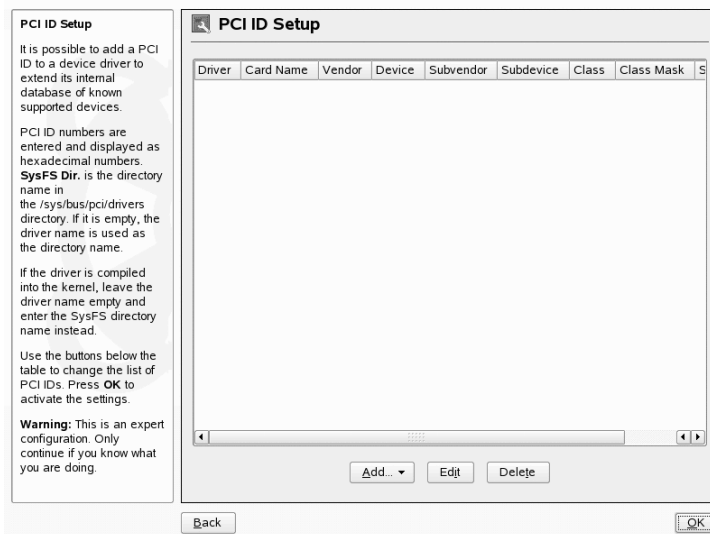 PCI ID Setup
It is possible to add a PCI
ID to a device driver to
extend its internal
database of known
supported devices.
PCI ID numbers are
entered and displayed as
hexadecimal numbers.
SysFS Dir. is the directory
name in
the /sys/bus/pci/drivers
directory. If it is empty, the
driver name is used as
the directory name.
If the driver is compiled
into the kernel, leave the
driver name empty and
enter the SysFS directory
name instead.
Use the buttons below the
table to change the list of
PCI IDs. Press OK to
activate the settings.
Warning: This is an expert
configuration. Only
continue if you know what
you are doing.
PCI ID Setup
Driver Card Name Vendor Device Subvendor Subdevice Class Class Mask S
Add... Edit Delete
Back OK